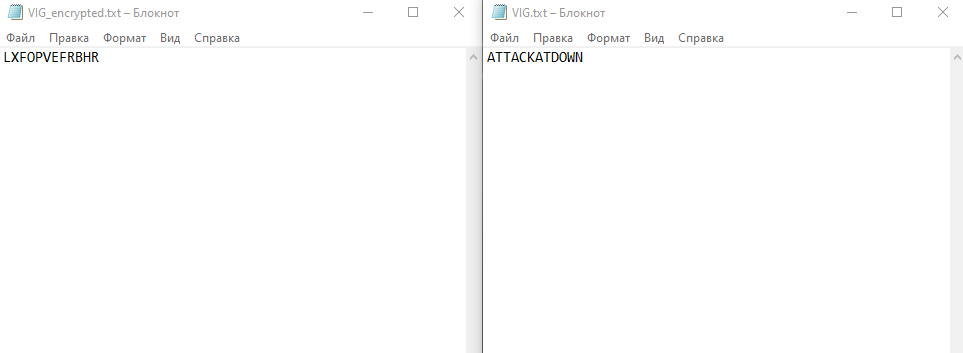 VIG_encrypted.txt – Блокнот
Файл Правка Формат Вид Справка
LXFOPVEFRBHR
VIG.txt – Блокнот
Файл Правка Формат Вид Справка
ATTACKATDOWN